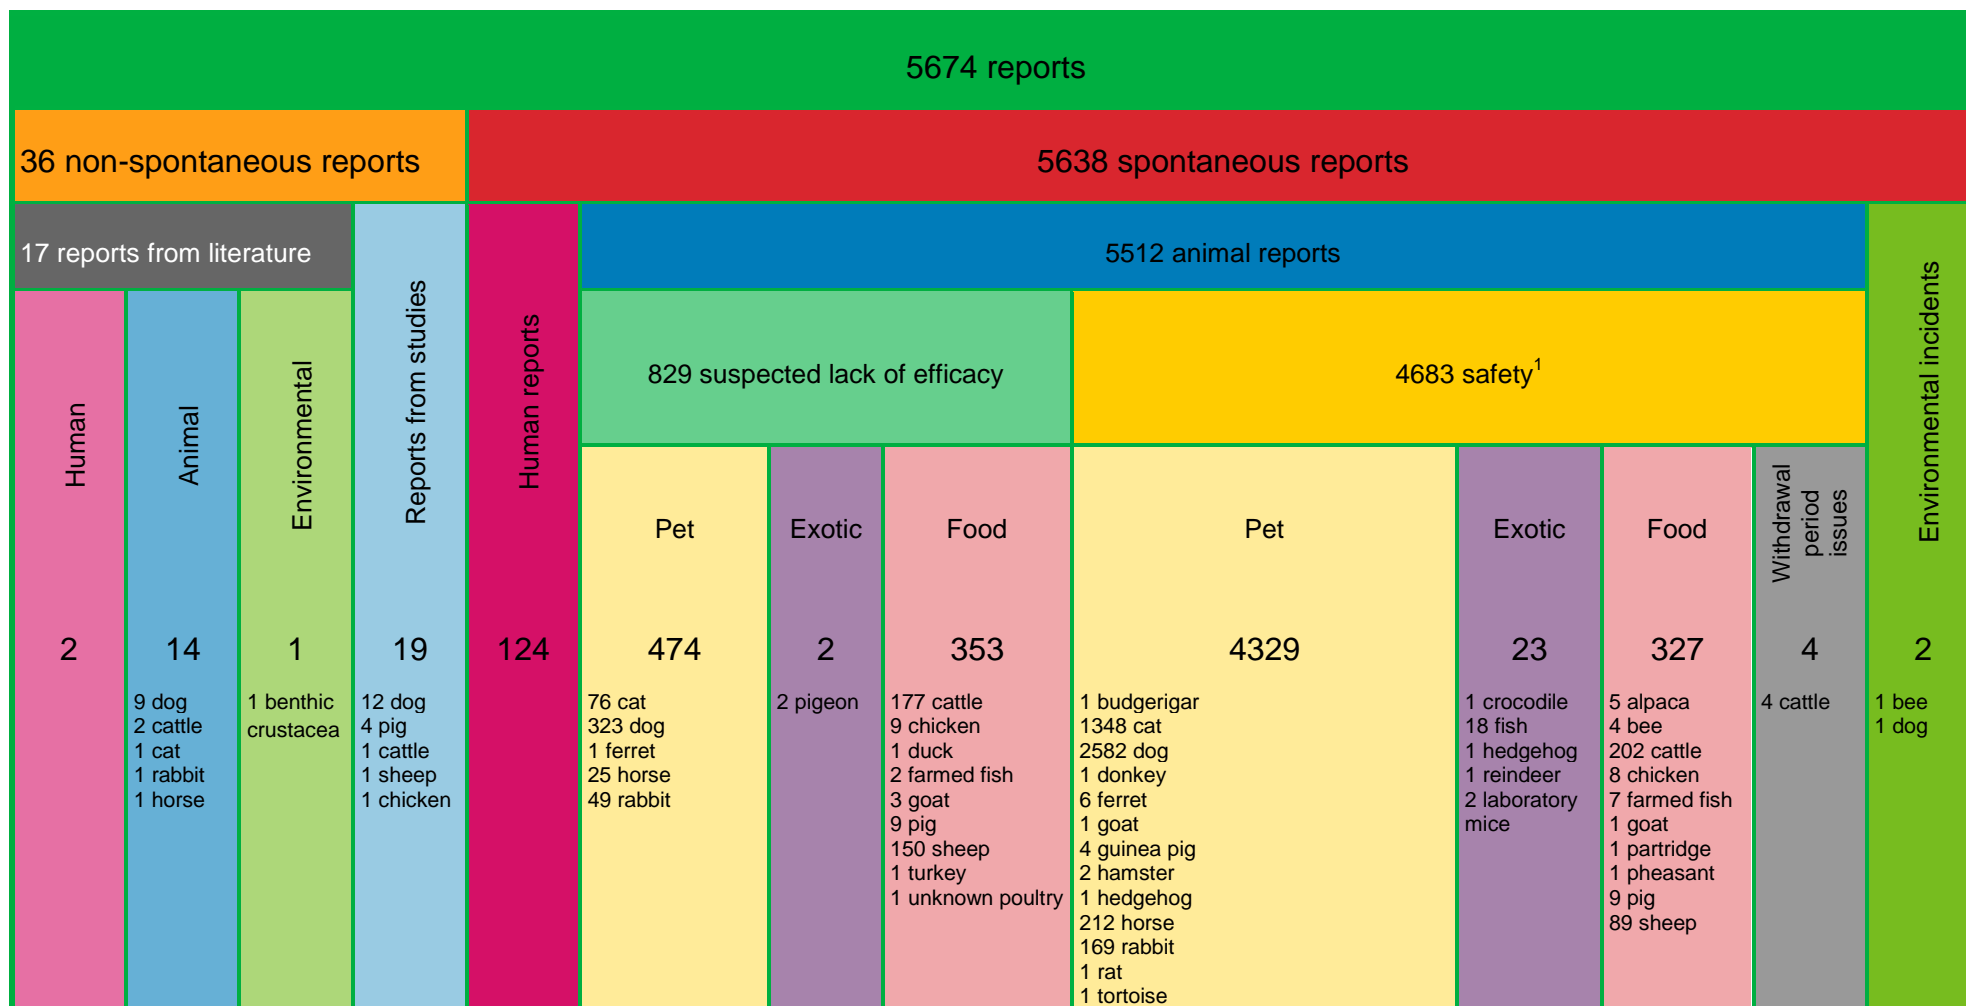 5674 reports
36 non-spontaneous reports
5638 spontaneous reports
17 reports from literature
5512 animal reports
829 suspected lack of efficacy
4683 safety1
Human
2
Animal
14
9 dog
2 cattle
1 cat
1 rabbit
1 horse
Environmental
1
1 benthic
crustacea
Reports from studies
19
12 dog
4 pig
1 cattle
1 sheep
1 chicken
Human reports
124
Pet
474
76 cat
323 dog
1 ferret
25 horse
49 rabbit
Exotic
2
2 pigeon
Food
353
177 cattle
9 chicken
1 duck
2 farmed fish
3 goat
9 pig
150 sheep
1 turkey
1 unknown poultry
Pet
4329
1 budgerigar
1348 cat
2582 dog
1 donkey
6 ferret
1 goat
4 guinea pig
2 hamster
1 hedgehog
212 horse
169 rabbit
1 rat
1 tortoise
Exotic
23
1 crocodile
18 fish
1 hedgehog
1 reindeer
2 laboratory
mice
Food
327
5 alpaca
4 bee
202 cattle
8 chicken
7 farmed fish
1 goat
1 partridge
1 pheasant
9 pig
89 sheep
Withdrawal
period
issues
4
4 cattle
Environmental incidents
2
1 bee
1 dog